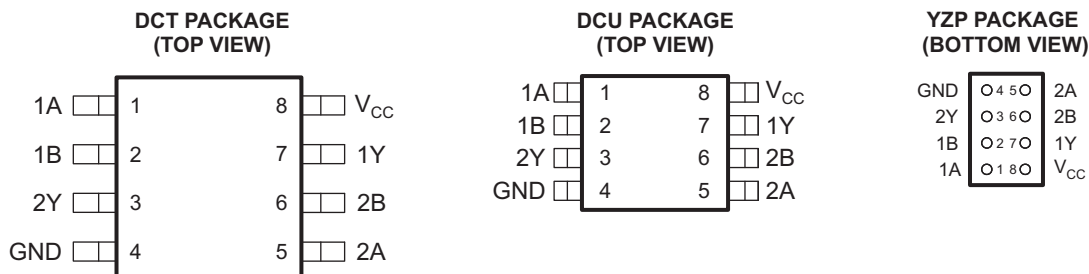 DCT PACKAGE
(TOP VIEW)
1A 1 8 VCC
1B 2 7 1Y
2Y 3 6 2B
GND 4 5 2A
DCU PACKAGE
(TOP VIEW)
1A 1 8 VCC
1B 2 7 1Y
2Y 3 6 2B
GND 4 5 2A
YZP PACKAGE
(BOTTOM VIEW)
GND 4 5 2A
2Y 3 6 2B
1B 2 7 1Y
1A 1 8 VCC